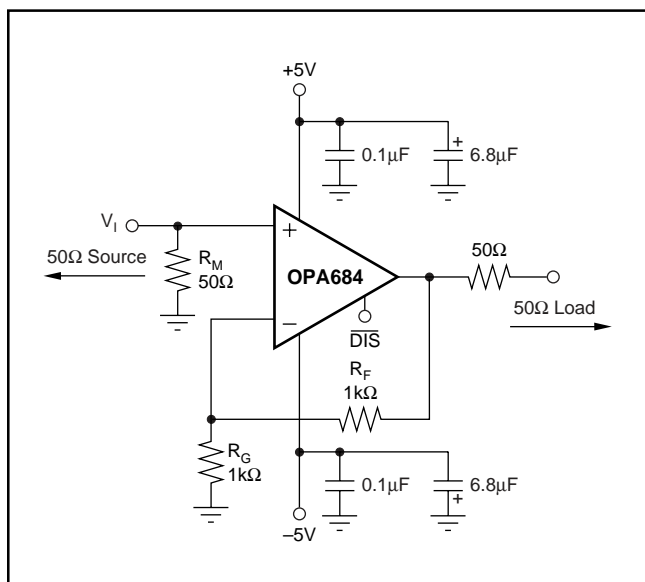 +5V
0.1µF
+
6.8µF
V_I
50Ω Source
R_M
50Ω
+
OPA684
−
50Ω
50Ω Load
DIS
R_F
1kΩ
R_G
1kΩ
0.1µF
6.8µF
+
–5V